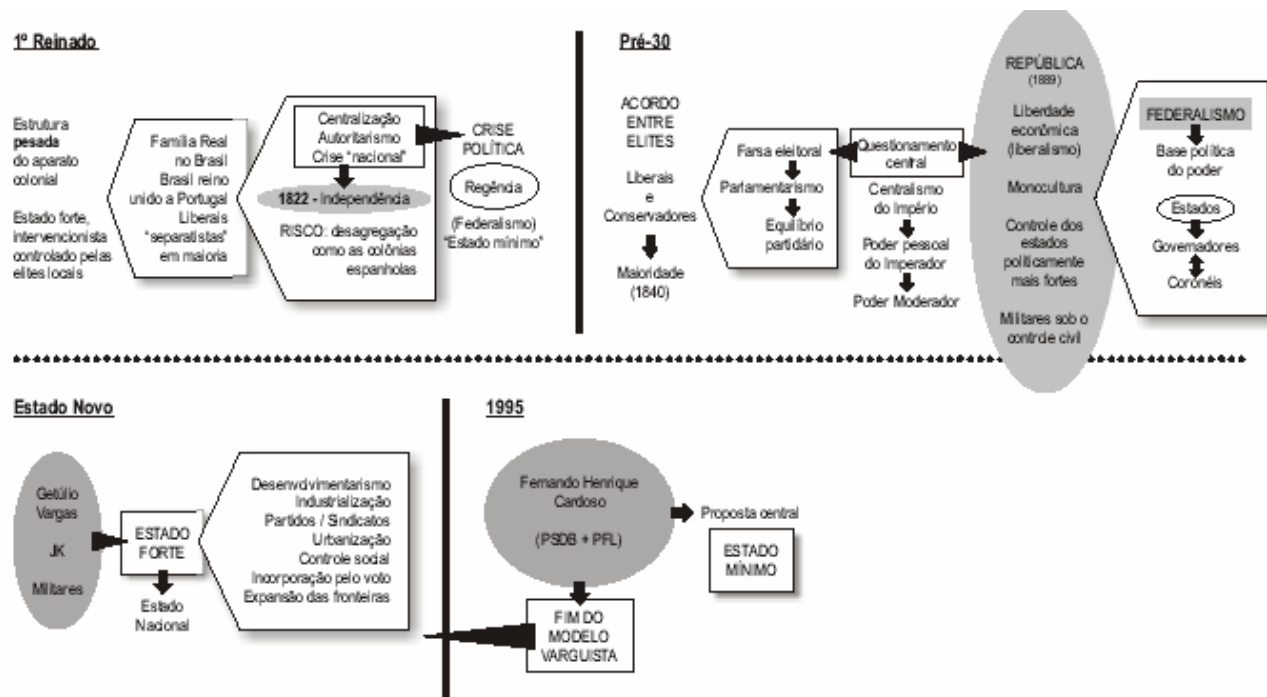 1º Reinado
Estrutura
pesada
do aparato
colonial
Estado forte,
intervencionista
controlado pelas
elites locais
Família Real
no Brasil
Brasil reino
unido a Portugal
Liberais
"separatistas"
em maioria
Centralização
Autoritarismo
Crise "nacional"
1822 - Independência
RISCO: desagregação
como as colônias
espanholas
CRISE
POLÍTICA
Regência
(Federalismo)
"Estado mínimo"
Pré-30
ACORDO
ENTRE
ELITES
Liberais
e
Conservadores
Maioridade
(1840)
Farsa eleitoral
Parlamentarismo
Equilíbrio
partidário
Questionamento
central
Centralismo
do Império
Poder pessoal
do Imperador
Poder Moderador
REPÚBLICA
(1889)
Liberdade
econômica
(liberalismo)
Monocultura
Controle dos
estados
politicamente
mais fortes
Militares sob o
controle civil
FEDERALISMO
Base política
do poder
Estados
Governadores
Coronéis
Estado Novo
Getúlio
Vargas
JK
Militares
ESTADO
FORTE
Estado
Nacional
Desenvolvimentarismo
Industrialização
Partidos / Sindicatos
Urbanização
Controle social
Incorporação pelo voto
Expansão das fronteiras
1995
Fernando Henrique
Cardoso
(PSDB + PFL)
Proposta central
ESTADO
MÍNIMO
FIM DO
MODELO
VARGUISTA